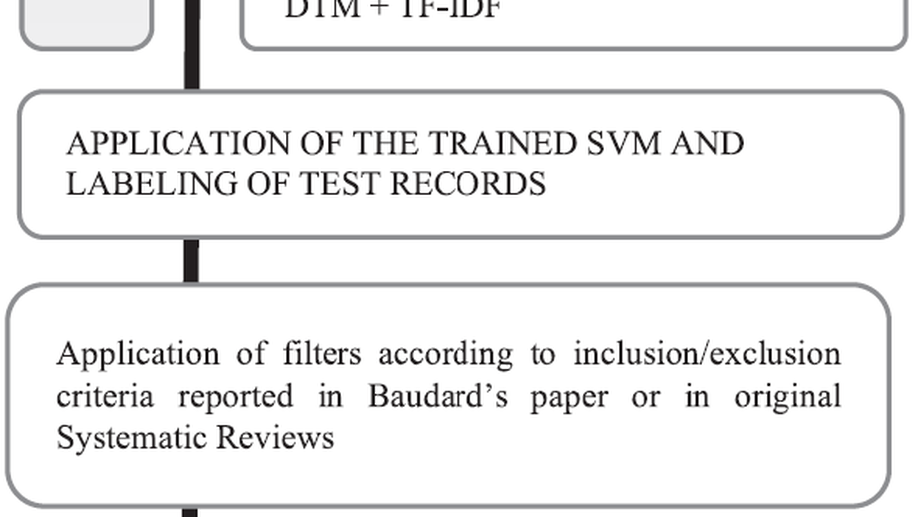 DTM + TF-IDF
APPLICATION OF THE TRAINED SVM AND
LABELING OF TEST RECORDS
Application of filters according to inclusion/exclusion
criteria reported in Baudard’s paper or in original
Systematic Reviews